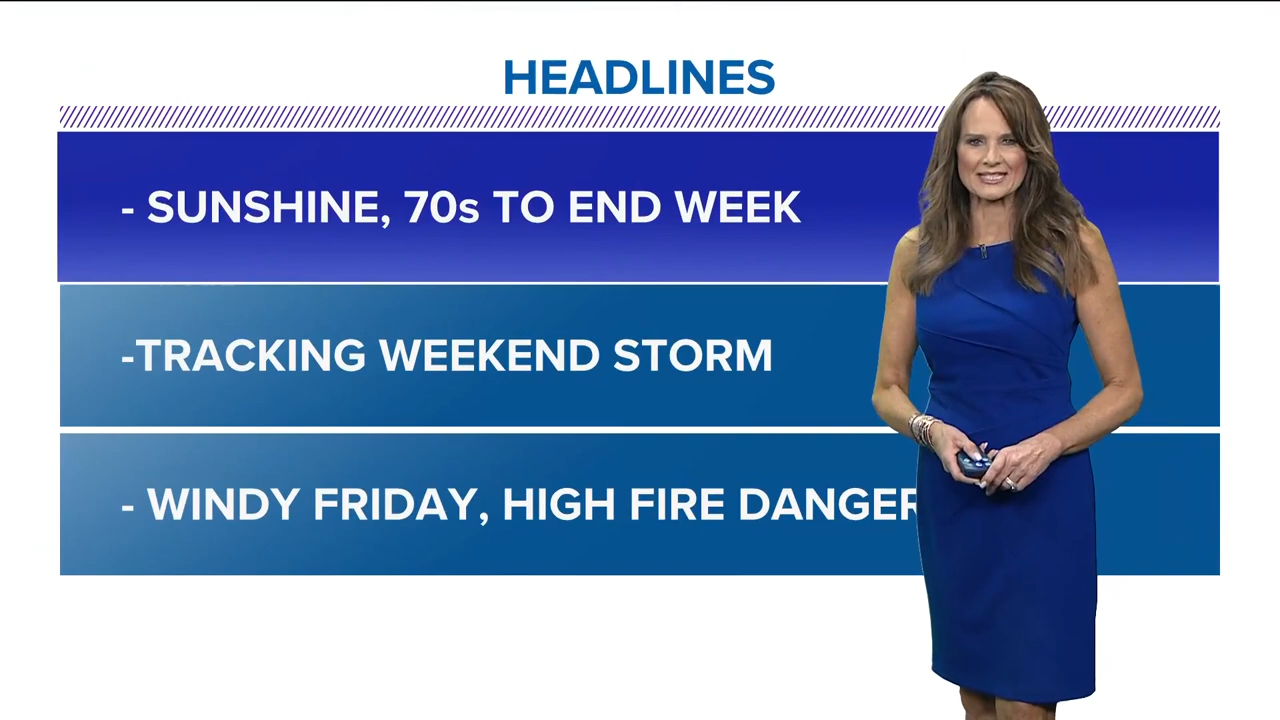 HEADLINES
- SUNSHINE, 70s TO END WEEK
-TRACKING WEEKEND STORM
- WINDY FRIDAY, HIGH FIRE DANGER